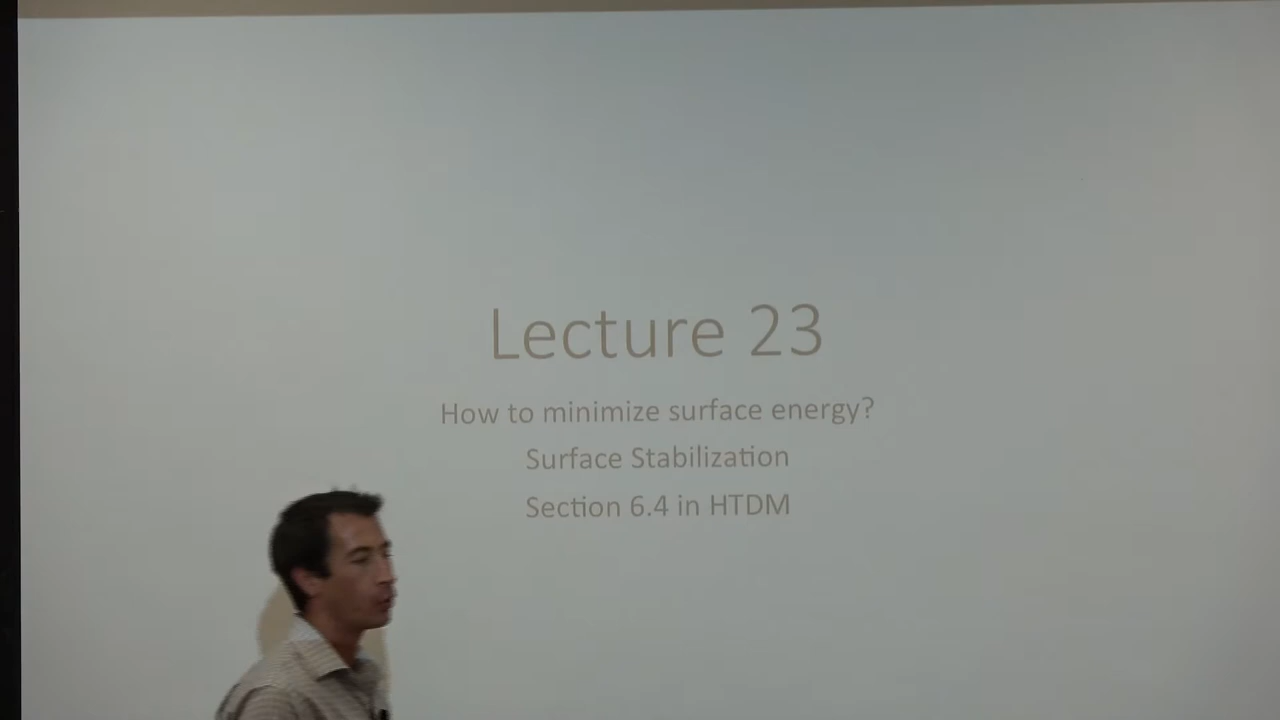 Lecture 23
How to minimize surface energy?
Surface Stabilization
Section 6.4 in HTDM